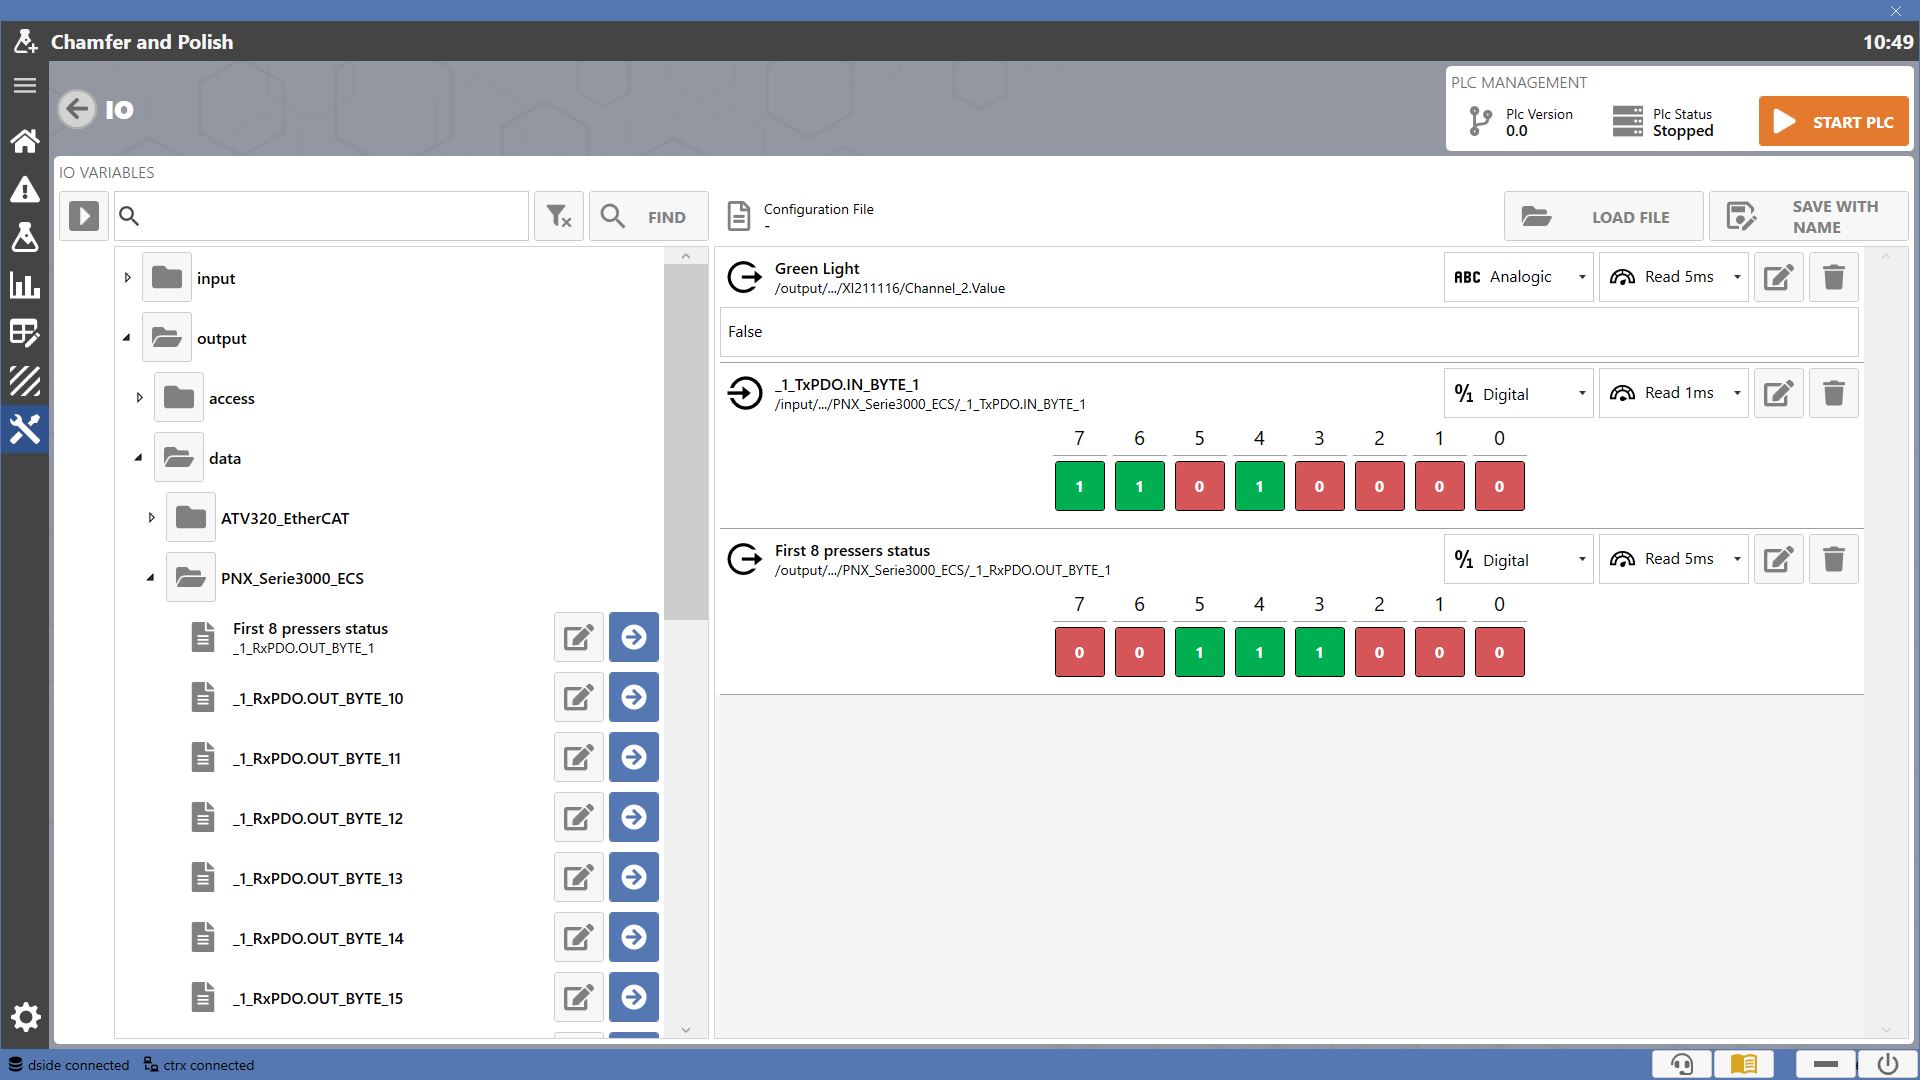 Chamfer and Polish
10:49
IO
PLC MANAGEMENT
Plc Version
0.0
Plc Status
Stopped
START PLC
IO VARIABLES
FIND
Configuration File
-
LOAD FILE
SAVE WITH
NAME
input
output
access
data
ATV320_EtherCAT
PNX_Serie3000_ECS
First 8 pressers status
_1_RxPDO.OUT_BYTE_1
_1_RxPDO.OUT_BYTE_10
_1_RxPDO.OUT_BYTE_11
_1_RxPDO.OUT_BYTE_12
_1_RxPDO.OUT_BYTE_13
_1_RxPDO.OUT_BYTE_14
_1_RxPDO.OUT_BYTE_15
Green Light
/output/.../XI211116/Channel_2.Value
ABC Analogic
Read 5ms
False
_1_TxPDO.IN_BYTE_1
/input/.../PNX_Serie3000_ECS/_1_TxPDO.IN_BYTE_1
0/1 Digital
Read 1ms
7 6 5 4 3 2 1 0
1 1 0 1 0 0 0 0
First 8 pressers status
/output/.../PNX_Serie3000_ECS/_1_RxPDO.OUT_BYTE_1
0/1 Digital
Read 5ms
7 6 5 4 3 2 1 0
0 0 1 1 1 0 0 0
dside connected
ctrx connected